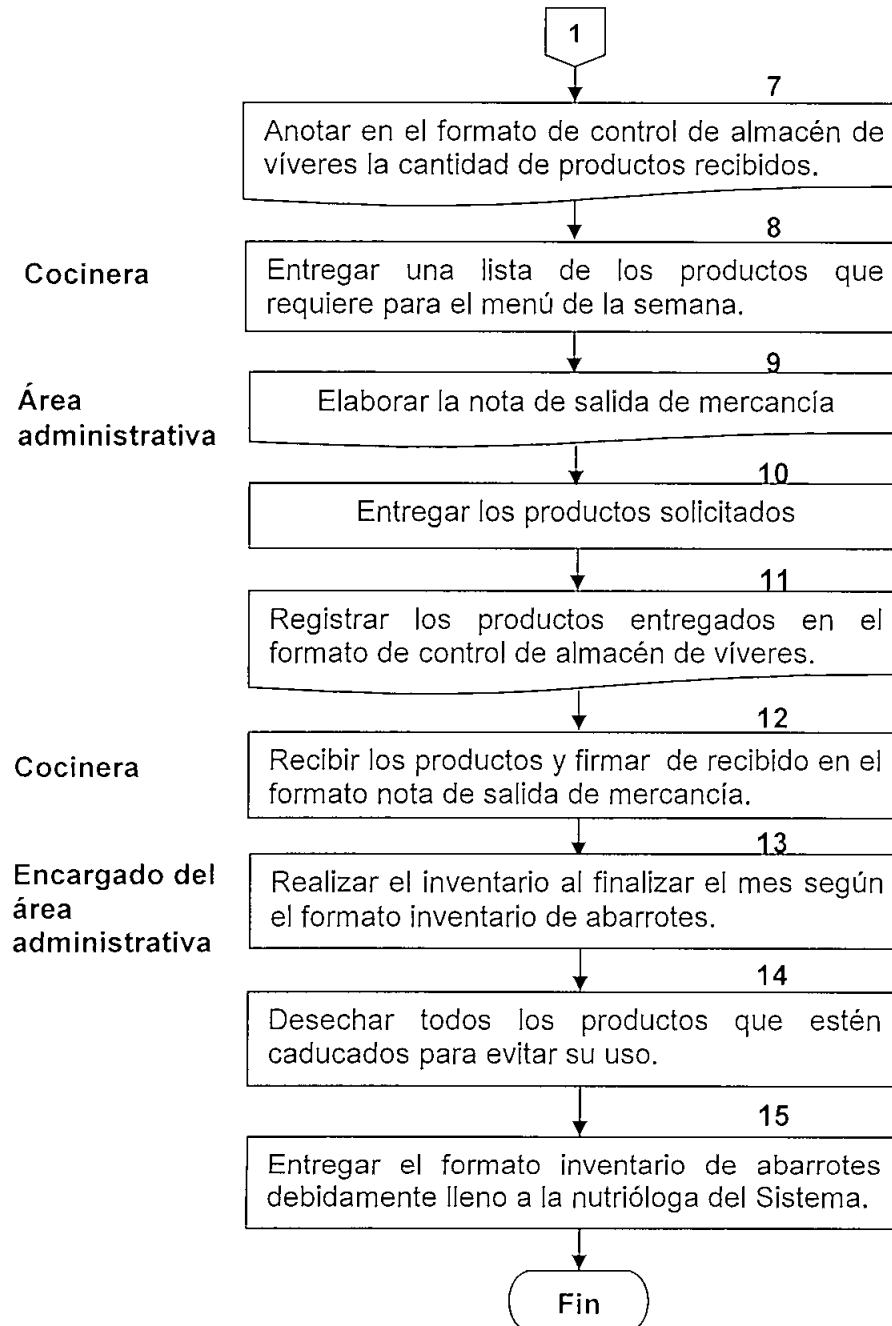 1
7
Anotar en el formato de control de almacén de
víveres la cantidad de productos recibidos.
8
Cocinera
Entregar una lista de los productos que
requiere para el menú de la semana.
9
Área
administrativa
Elaborar la nota de salida de mercancía
10
Entregar los productos solicitados
11
Registrar los productos entregados en el
formato de control de almacén de víveres.
12
Cocinera
Recibir los productos y firmar de recibido en el
formato nota de salida de mercancía.
13
Encargado del
área
administrativa
Realizar el inventario al finalizar el mes según
el formato inventario de abarrotes.
14
Desechar todos los productos que estén
caducados para evitar su uso.
15
Entregar el formato inventario de abarrotes
debidamente lleno a la nutrióloga del Sistema.
Fin